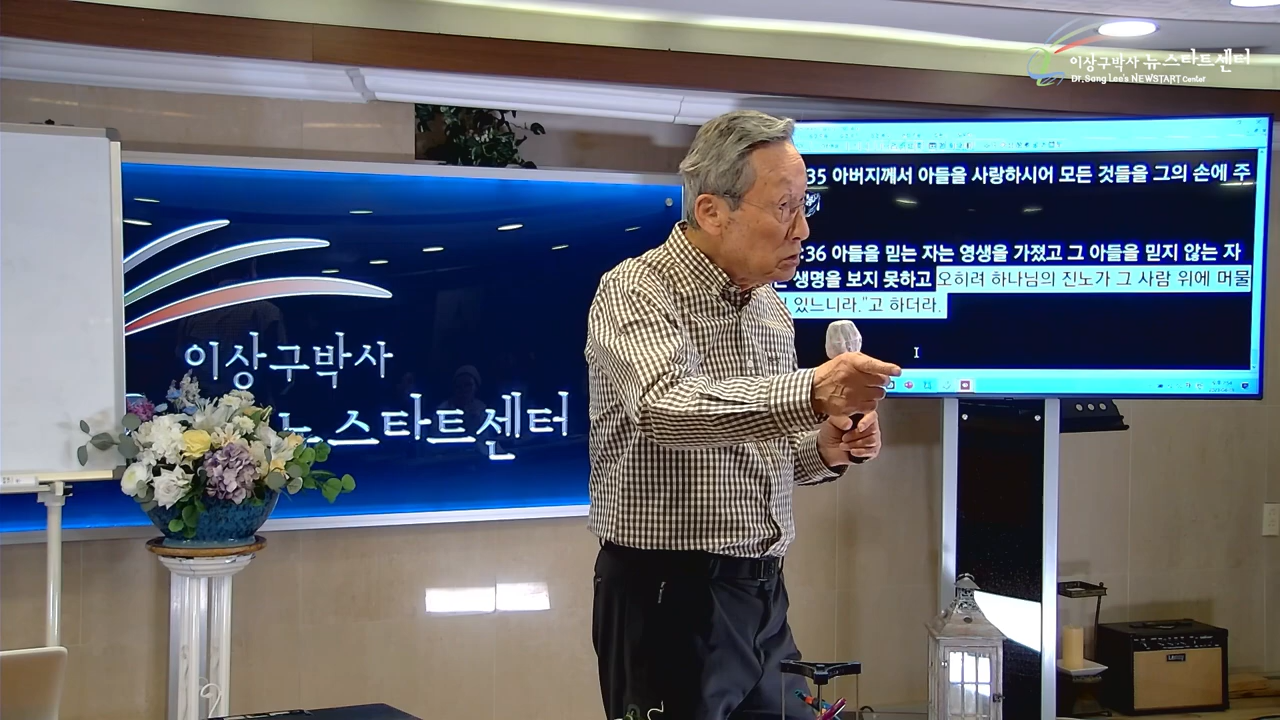 이상구박사 뉴스타트센터
Dr. Sang Lee's NEWSTART Center
35 아버지께서 아들을 사랑하시어 모든 것들을 그의 손에 주
:36 아들을 믿는 자는 영생을 가졌고 그 아들을 믿지 않는 자
생명을 보지 못하고 오히려 하나님의 진노가 그 사람 위에 머물
있느니라."고 하더라.
이상구박사
뉴스타트센터
LANEY